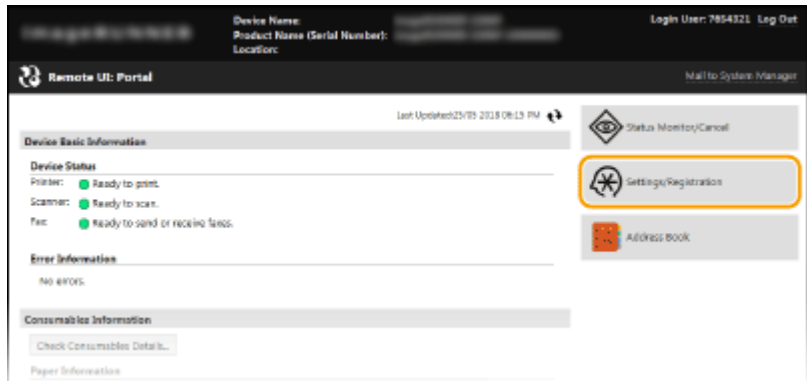 Device Name:
Product Name (Serial Number):
Location:
Login User: 7654321 Log Out
Remote UI: Portal
Mail to System Manager
Last Updated:25/05 2018 06:15 PM
Device Basic Information
Device Status
Printer: Ready to print.
Scanner: Ready to scan.
Fax: Ready to send or receive faxes.
Error Information
No errors.
Consumables Information
Check Consumables Details...
Paper Information
Status Monitor/Cancel
Settings/Registration
Address Book